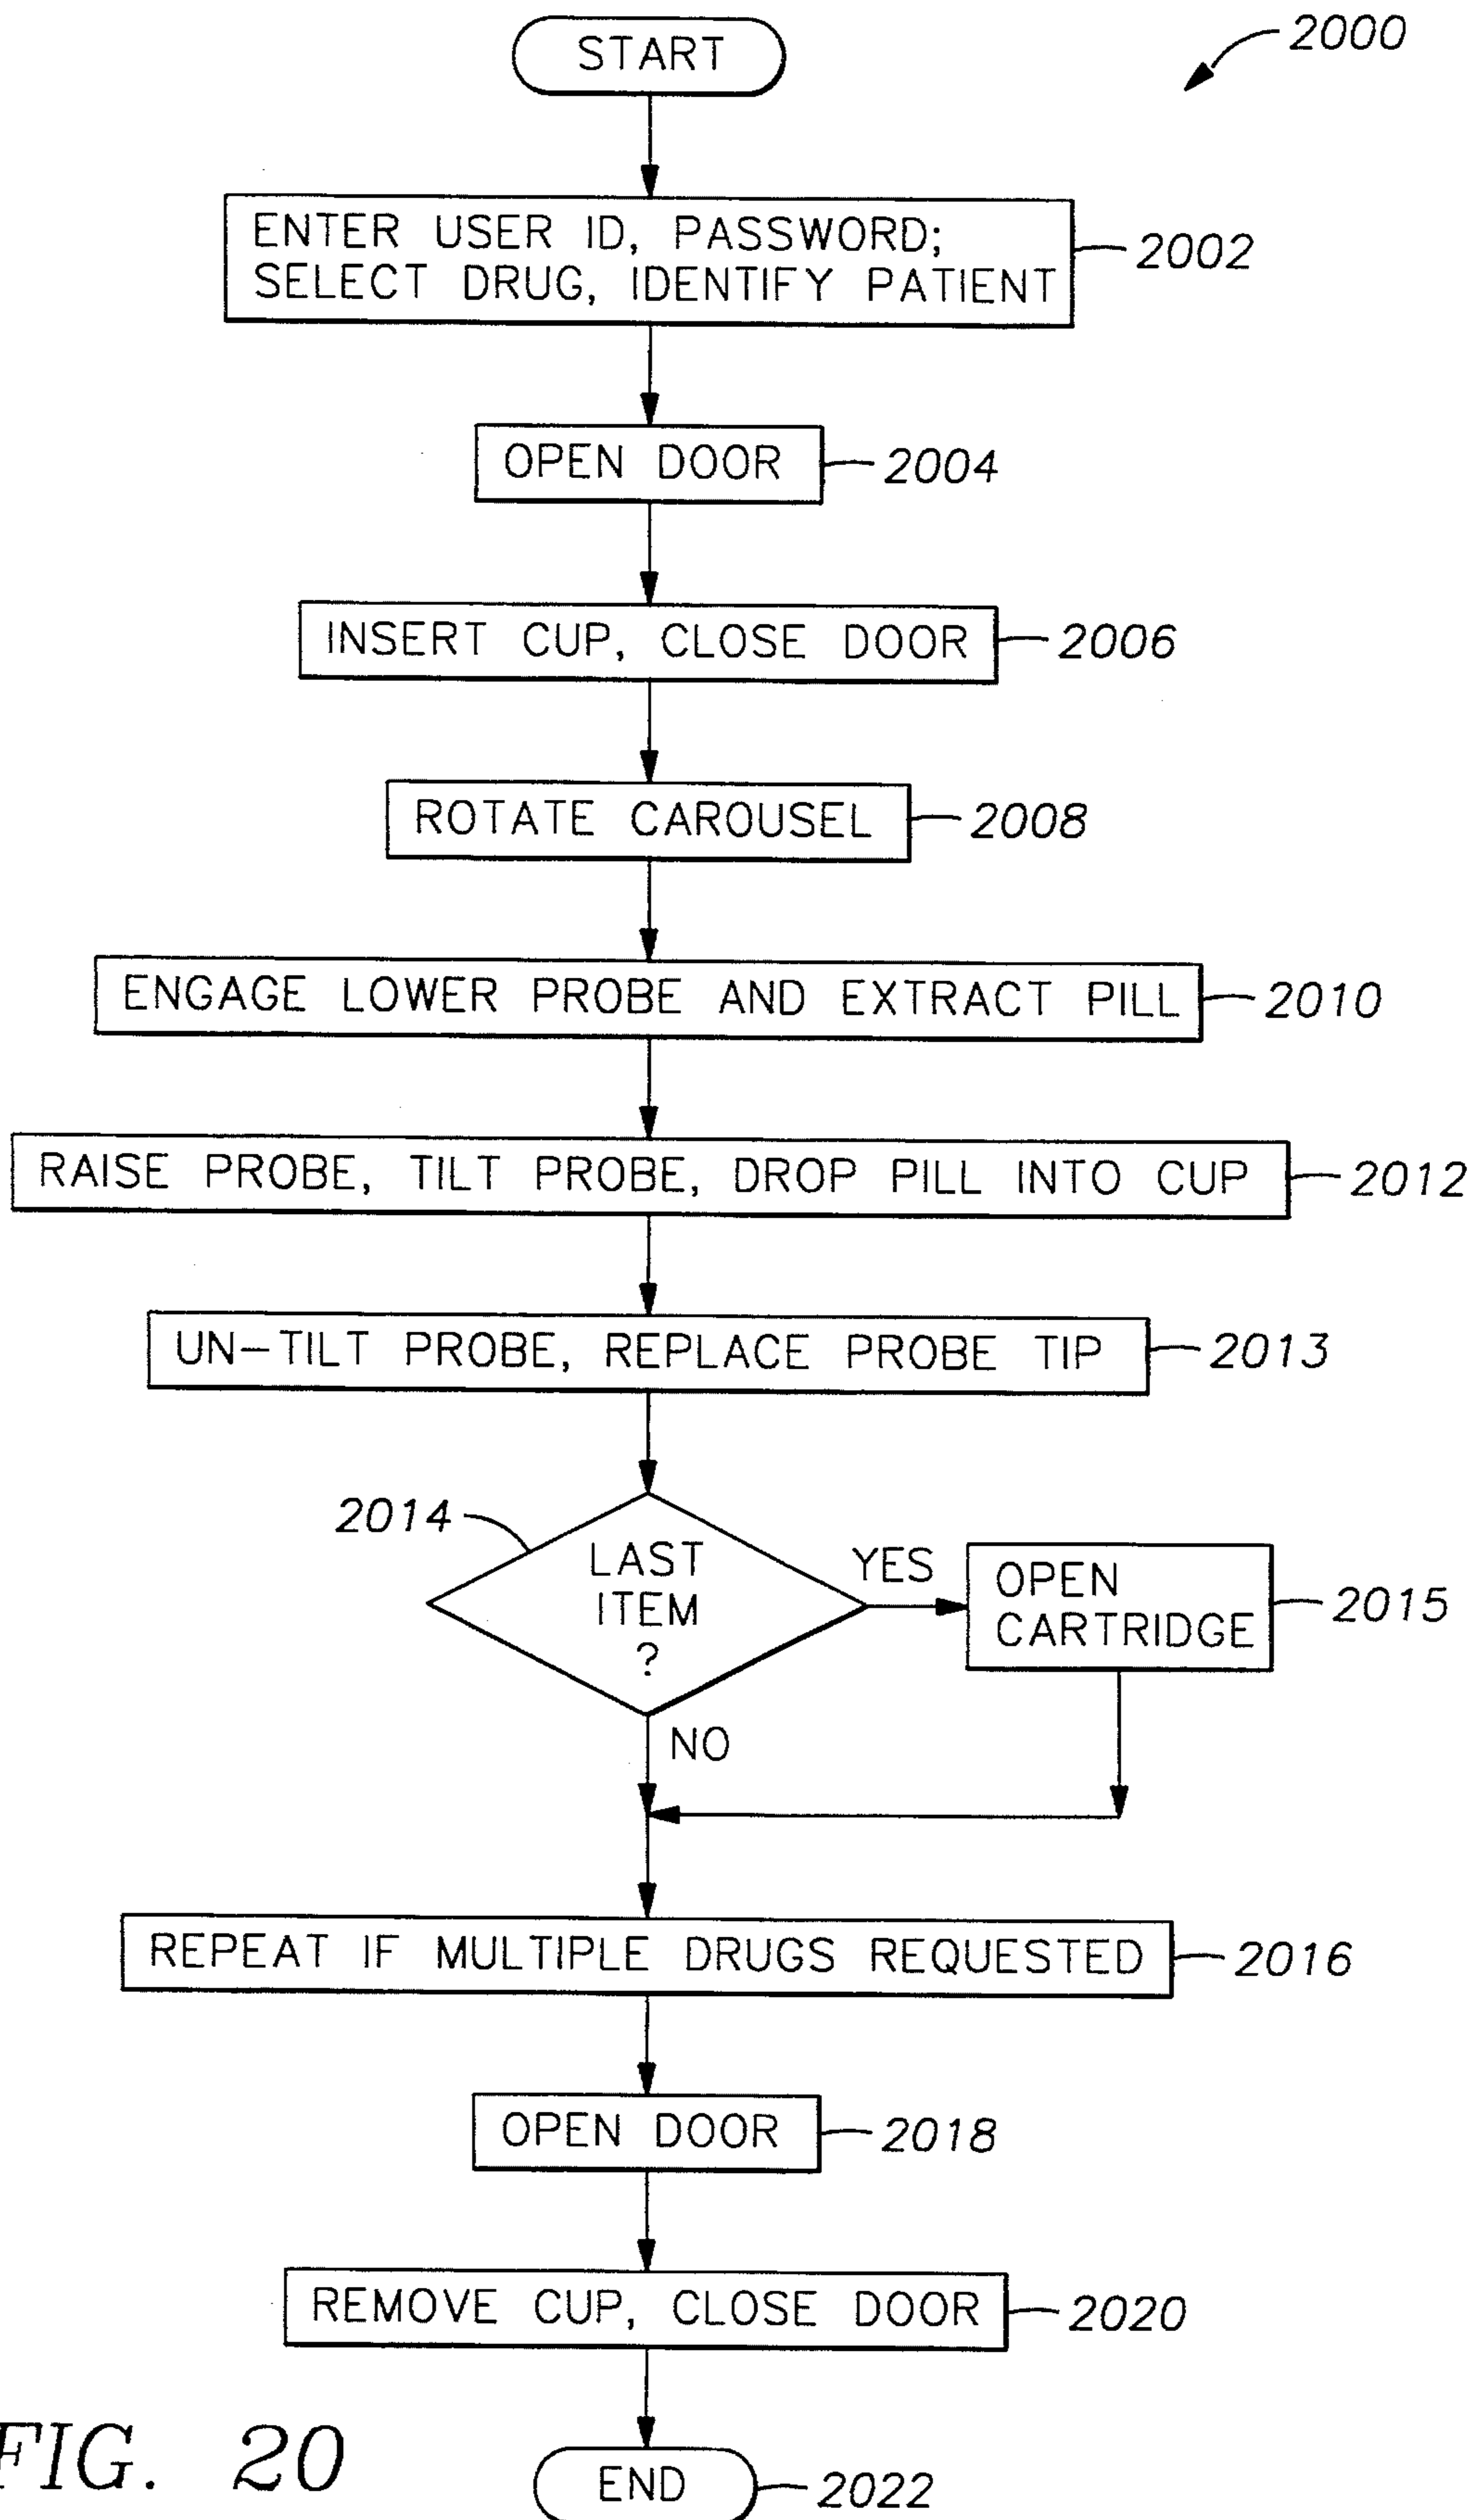 START
2000
ENTER USER ID, PASSWORD;
SELECT DRUG, IDENTIFY PATIENT
2002
OPEN DOOR
2004
INSERT CUP, CLOSE DOOR
2006
ROTATE CAROUSEL
2008
ENGAGE LOWER PROBE AND EXTRACT PILL
2010
RAISE PROBE, TILT PROBE, DROP PILL INTO CUP
2012
UN-TILT PROBE, REPLACE PROBE TIP
2013
2014
LAST
ITEM
?
YES
OPEN
CARTRIDGE
2015
NO
REPEAT IF MULTIPLE DRUGS REQUESTED
2016
OPEN DOOR
2018
REMOVE CUP, CLOSE DOOR
2020
END
2022
FIG. 20